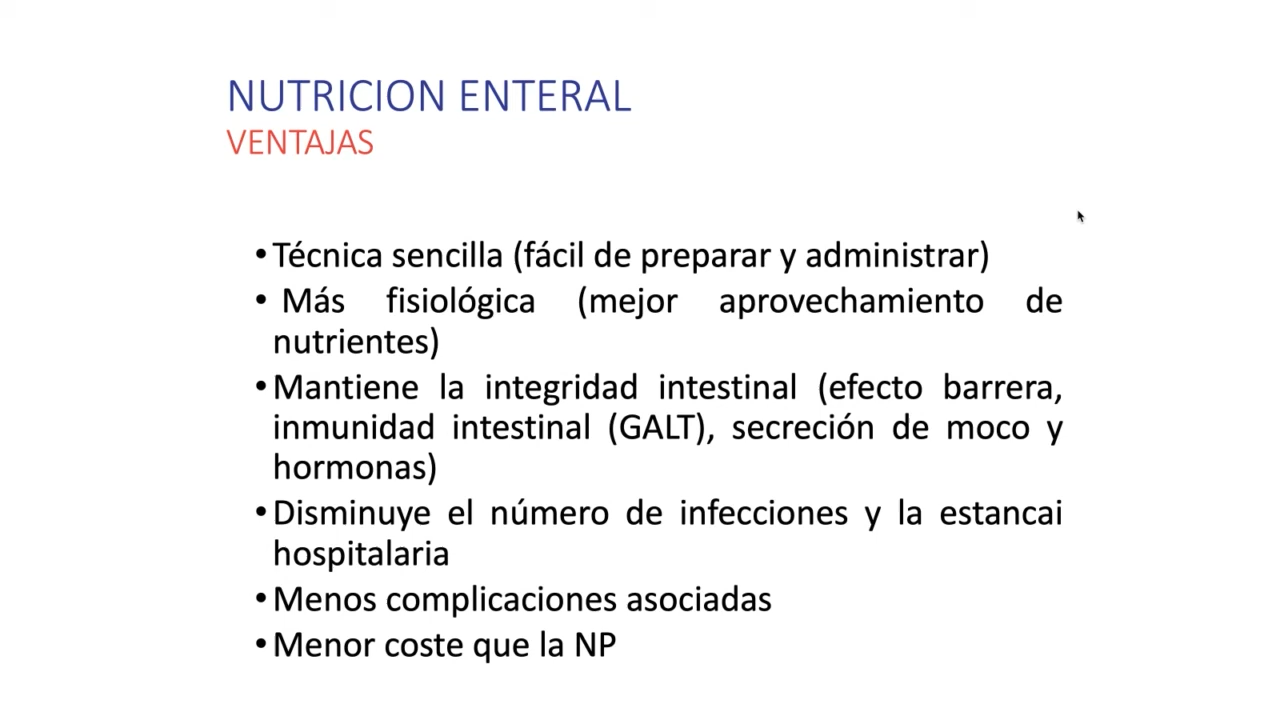 NUTRICION ENTERAL
VENTAJAS
•Técnica sencilla (fácil de preparar y administrar)
• Más fisiológica (mejor aprovechamiento de
nutrientes)
•Mantiene la integridad intestinal (efecto barrera,
inmunidad intestinal (GALT), secreción de moco y
hormonas)
•Disminuye el número de infecciones y la estancai
hospitalaria
•Menos complicaciones asociadas
•Menor coste que la NP